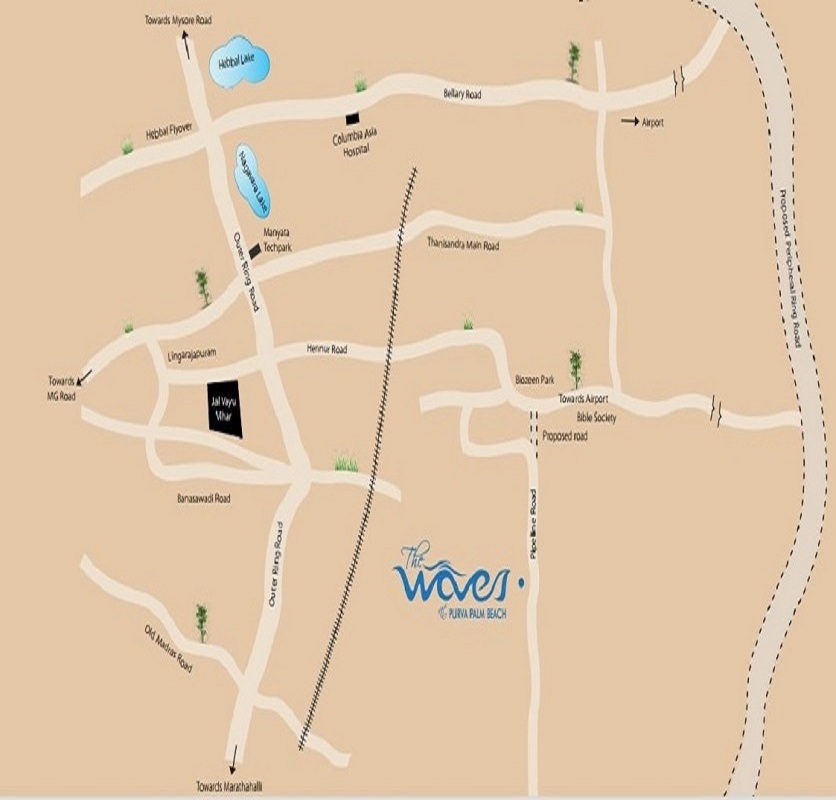 Towards Mysore Road
Hebbal Lake
Bellary Road
Hebbal Flyover
Airport
Columbia Asia
Hospital
Nagavara Lake
Proposed Peripheral Ring Road
Manyata
Techpark
Outer Ring Road
Thanisandra Main Road
Lingarajapuram
Hennur Road
Towards
MG Road
Jal Vayu
Vihar
Biozeen Park
Towards Airport
Bible Society
Proposed road
Banasawadi Road
Pipeline Road
Outer Ring Road
The
Waves
@ PURVA PALM BEACH
Old Madras Road
Towards Marathahalli